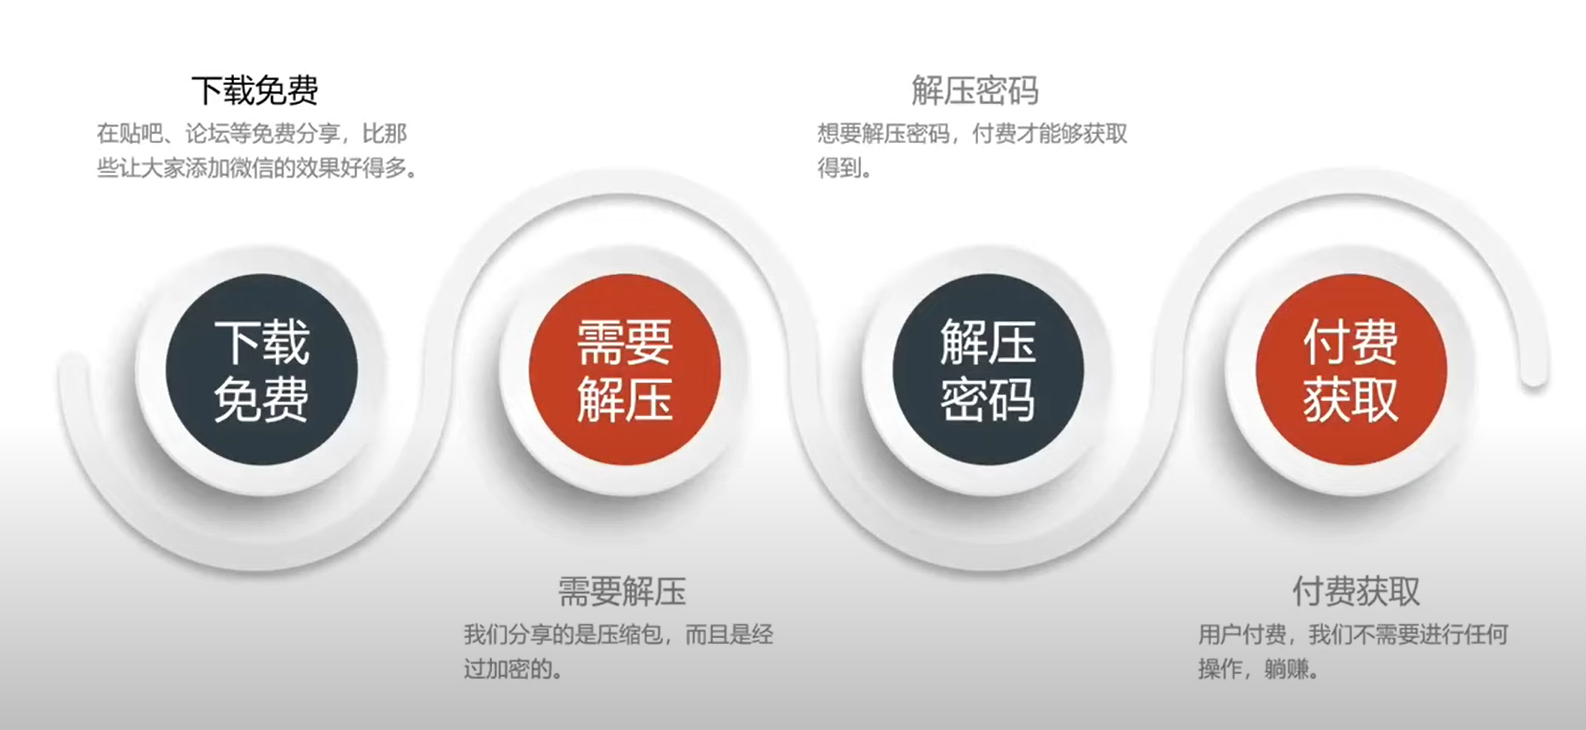 下载免费
在贴吧、论坛等免费分享，比那
些让大家添加微信的效果好得多。
解压密码
想要解压密码，付费才能够获取
得到。
下载
免费
需要
解压
解压
密码
付费
获取
需要解压
我们分享的是压缩包，而且是经
过加密的。
付费获取
用户付费，我们不需要进行任何
操作，躺赚。